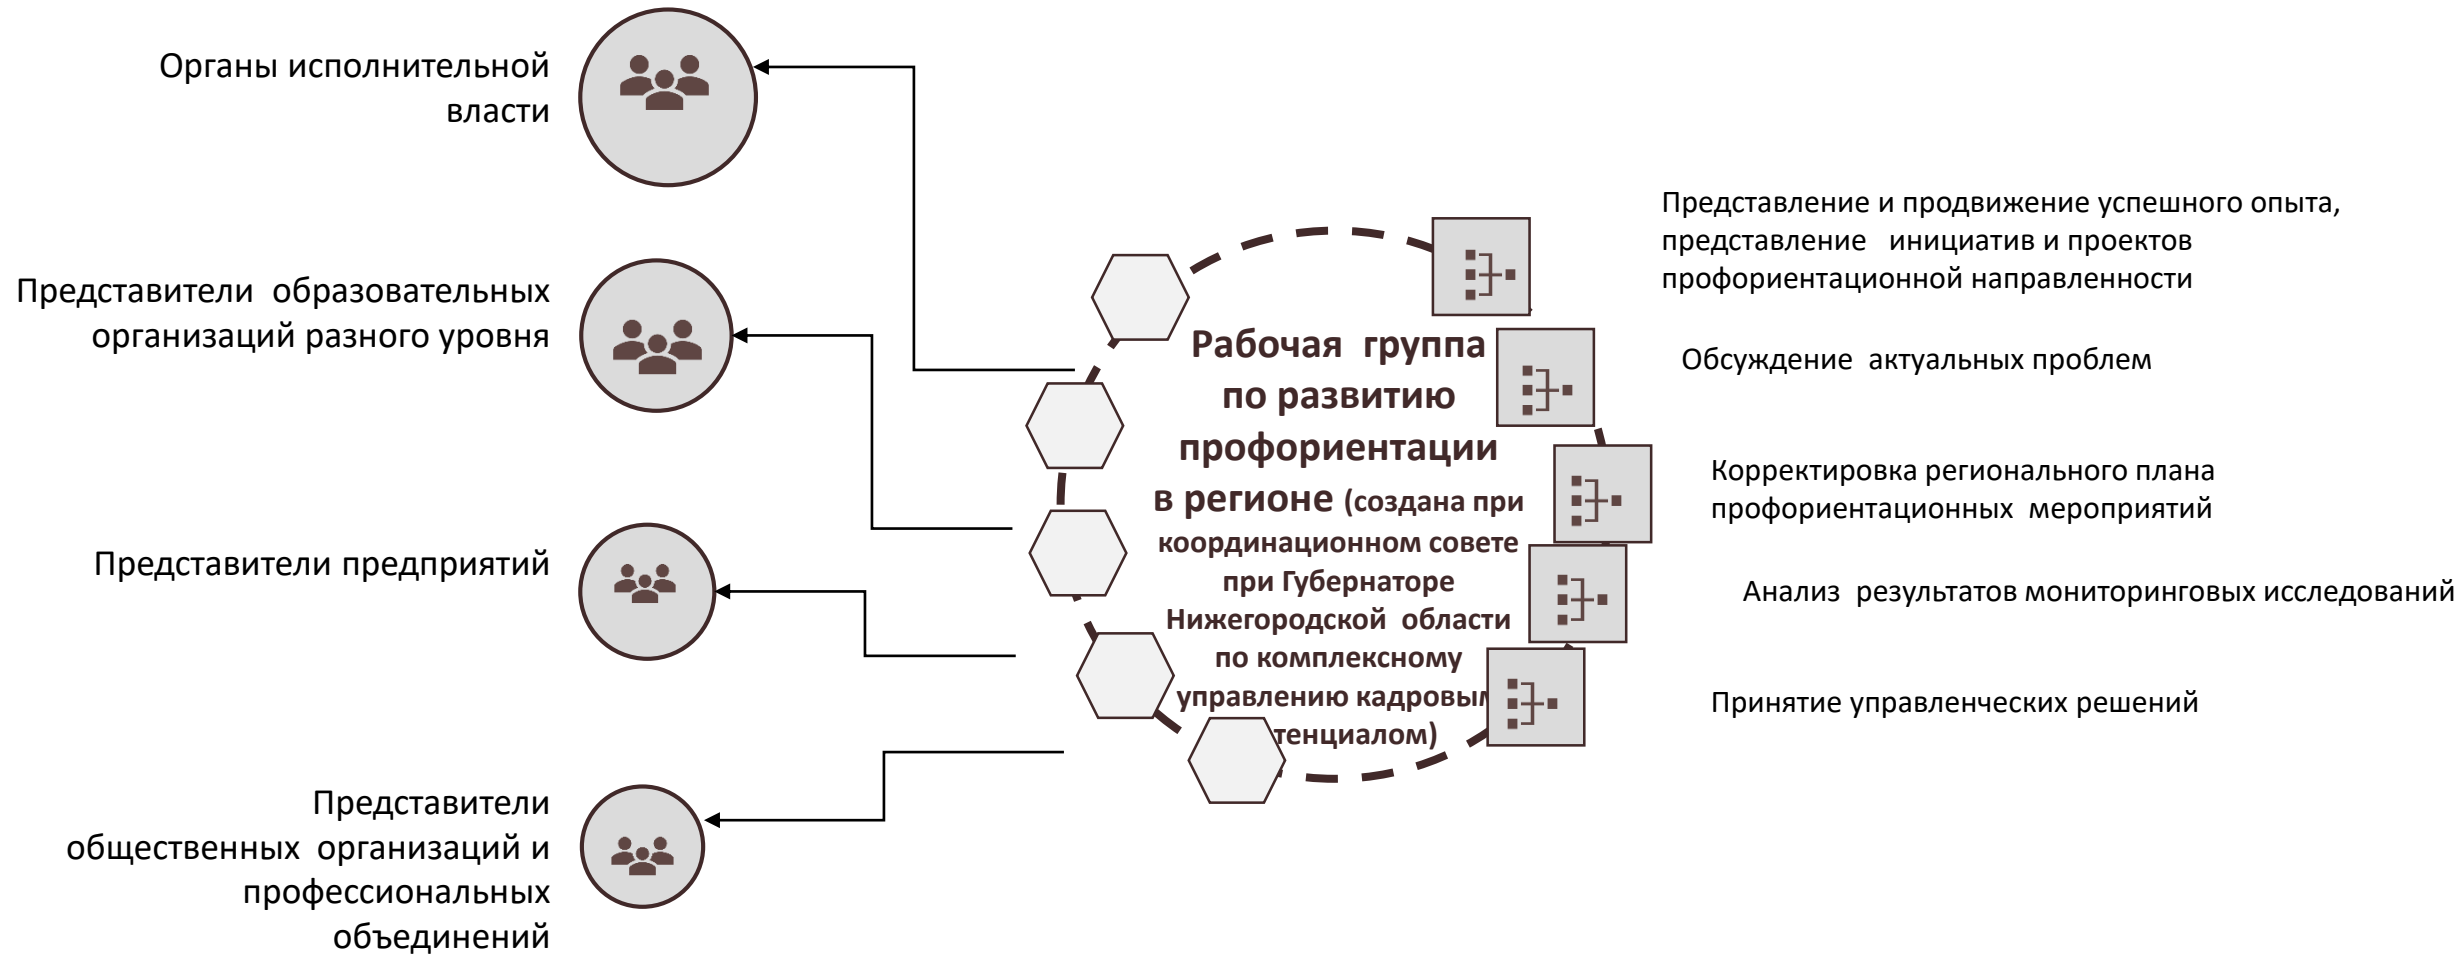 Органы исполнительной
власти
Представители образовательных
организаций разного уровня
Представители предприятий
Представители
общественных организаций и
профессиональных
объединений
Рабочая группа
по развитию
профориентации
в регионе (создана при
координационном совете
при Губернаторе
Нижегородской области
по комплексному
управлению
Представление и продвижение успешного опыта,
представление инициатив и проектов
профориентационной направленности
Обсуждение актуальных проблем
Корректировка регионального плана
профориентационных мероприятий
Анализ результатов мониторинговых исследований
Принятие управленческих решений